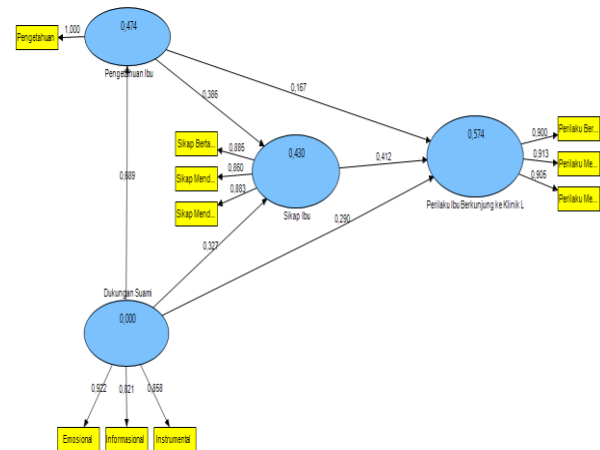 0,474
Pengetahuan
1,000
Pengetahuan Ibu
0,167
0,386
0,574
0,900
Perilaku Ber...
0,913
Perilaku Me...
0,905
Perilaku Me...
Perilaku Ibu Berkunjung ke Klinik L
Sikap Berta...
0,885
0,430
0,412
Sikap Mend...
0,860
Sikap Mend...
0,883
Sikap Ibu
0,689
0,290
0,327
Dukungan Suami
0,000
0,922
0,821
0,858
Emosional
Informasional
Instrumental